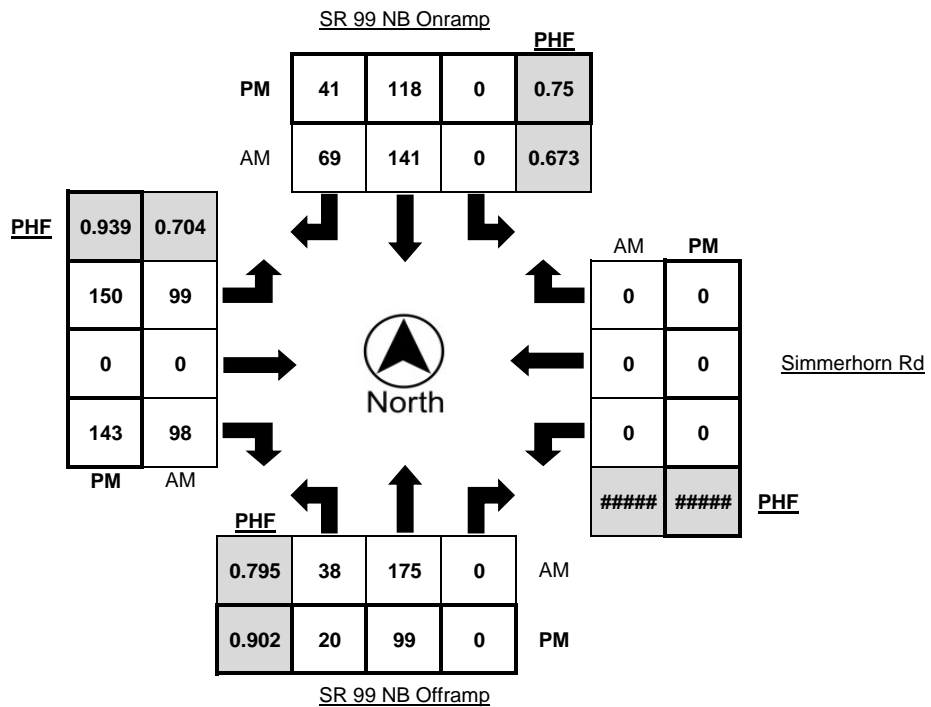 SR 99 NB Onramp
PHF
PM 41 118 0 0.75
AM 69 141 0 0.673
PHF 0.939 0.704
AM PM
150 99
0 0
0 0
0 0
Simmerhorn Rd
143 98
0 0
PM AM
##### ##### PHF
North
PHF
0.795 38 175 0 AM
0.902 20 99 0 PM
SR 99 NB Offramp